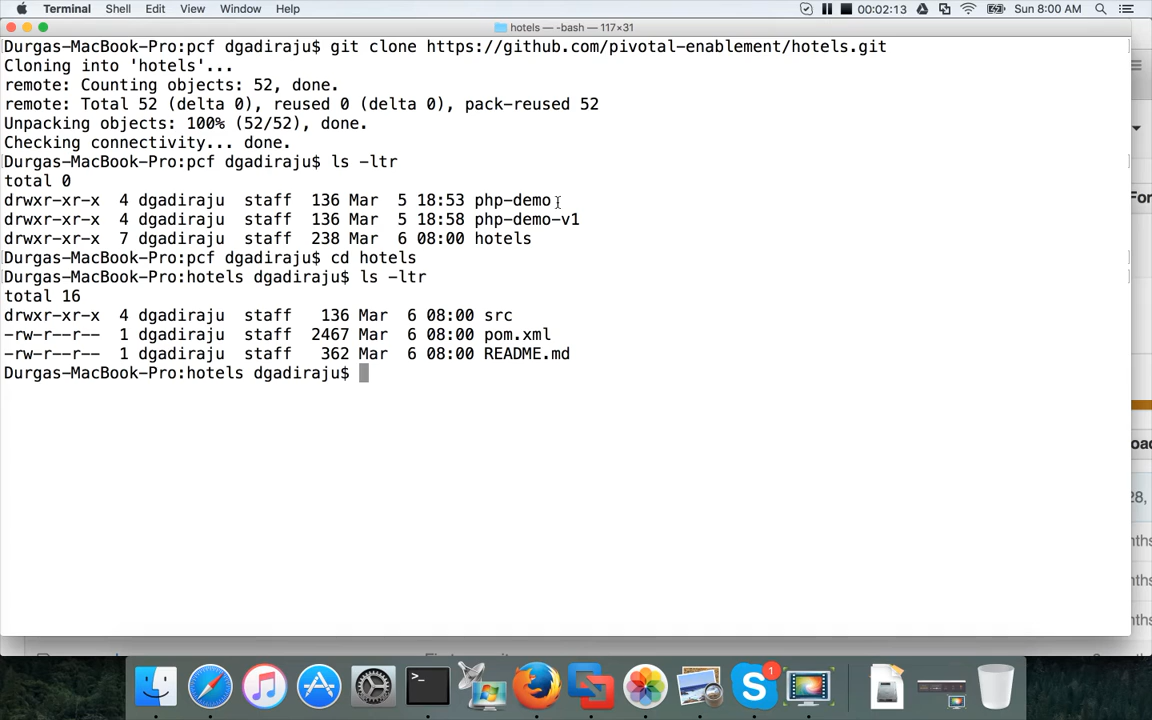 Terminal Shell Edit View Window Help 00:02:13 Sun 8:00 AM
hotels — -bash — 117×31
Durgas-MacBook-Pro:pcf dgadiraju$ git clone https://github.com/pivotal-enablement/hotels.git
Cloning into 'hotels'...
remote: Counting objects: 52, done.
remote: Total 52 (delta 0), reused 0 (delta 0), pack-reused 52
Unpacking objects: 100% (52/52), done.
Checking connectivity... done.
Durgas-MacBook-Pro:pcf dgadiraju$ ls -ltr
total 0
drwxr-xr-x 4 dgadiraju staff 136 Mar 5 18:53 php-demo
drwxr-xr-x 4 dgadiraju staff 136 Mar 5 18:58 php-demo-v1
drwxr-xr-x 7 dgadiraju staff 238 Mar 6 08:00 hotels
Durgas-MacBook-Pro:pcf dgadiraju$ cd hotels
Durgas-MacBook-Pro:hotels dgadiraju$ ls -ltr
total 16
drwxr-xr-x 4 dgadiraju staff 136 Mar 6 08:00 src
-rw-r--r-- 1 dgadiraju staff 2467 Mar 6 08:00 pom.xml
-rw-r--r-- 1 dgadiraju staff 362 Mar 6 08:00 README.md
Durgas-MacBook-Pro:hotels dgadiraju$
For
oad
28,
nths
nths
nths
1